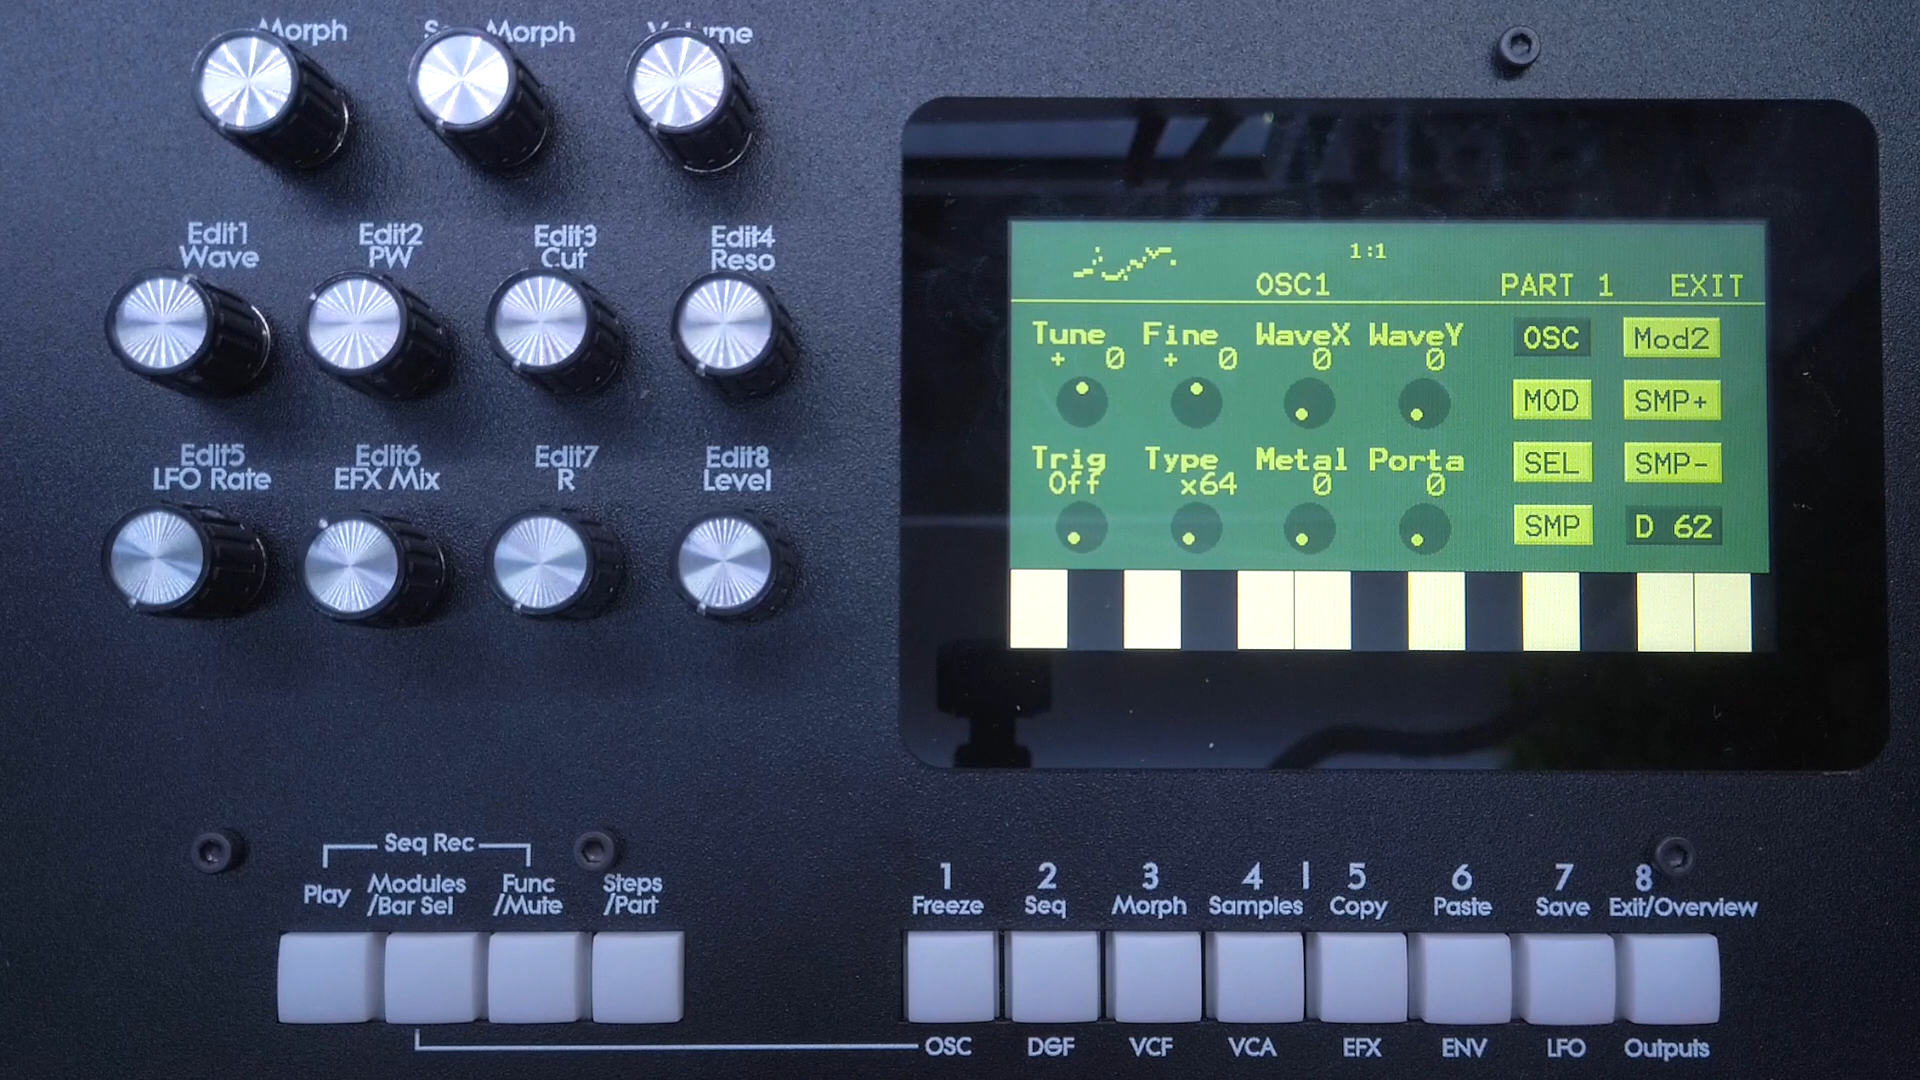 Morph
Morph
Edit1
Wave
Edit2
PW
Edit3
Cut
Edit4
Reso
Edit5
LFO Rate
Edit6
EFX Mix
Edit7
R
Edit8
Level
1:1
OSC1 PART 1 EXIT
Tune Fine WaveX WaveY
+ 0 + 0 0 0
Trig Type Metal Porta
Off x64 0 0
OSC Mod2
MOD SMP+
SEL SMP-
SMP D 62
Seq Rec
Play
Modules
/Bar Sel
Func
/Mute
Steps
/Part
1 2 3 4 | 5 6 7 8
Freeze Seq Morph Samples Copy Paste Save Exit/Overview
OSC DGF VCF VCA EFX ENV LFO Outputs